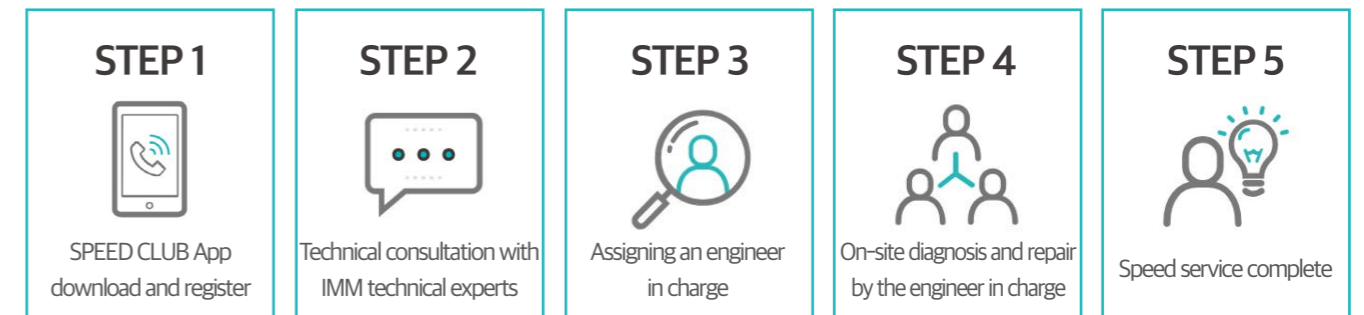 STEP 1
SPEED CLUB App
download and register
STEP 2
Technical consultation with
IMM technical experts
STEP 3
Assigning an engineer
in charge
STEP 4
On-site diagnosis and repair
by the engineer in charge
STEP 5
Speed service complete